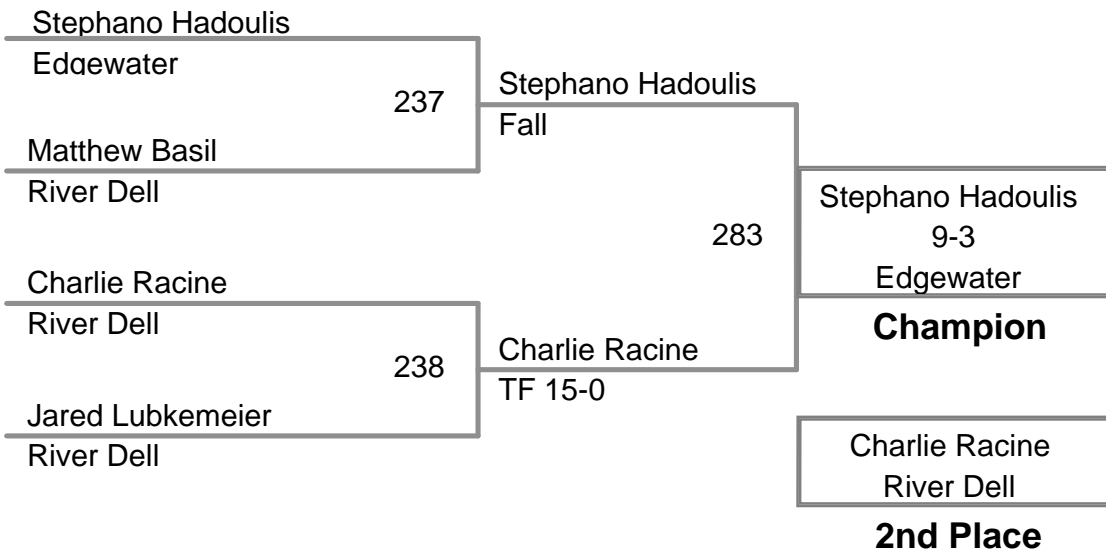 Stephano Hadoulis
Edgewater
237
Matthew Basil
River Dell
Stephano Hadoulis
Fall
Charlie Racine
River Dell
238
Jared Lubkemeier
River Dell
Charlie Racine
TF 15-0
283
Stephano Hadoulis
9-3
Edgewater
Champion
Charlie Racine
River Dell
2nd Place